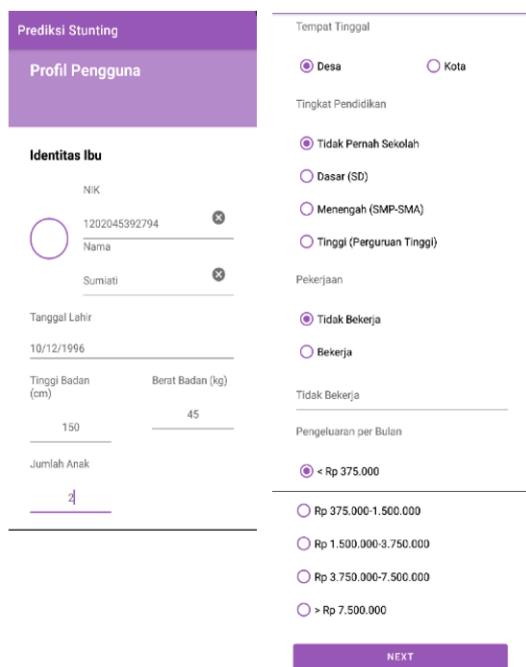 Prediksi Stunting
Profil Pengguna
Identitas Ibu
NIK
1202045392794
Nama
Sumiati
Tanggal Lahir
10/12/1996
Tinggi Badan
(cm)
Berat Badan (kg)
150
45
Jumlah Anak
2
Tempat Tinggal
Desa
Kota
Tingkat Pendidikan
Tidak Pernah Sekolah
Dasar (SD)
Menengah (SMP-SMA)
Tinggi (Perguruan Tinggi)
Pekerjaan
Tidak Bekerja
Bekerja
Tidak Bekerja
Pengeluaran per Bulan
< Rp 375.000
Rp 375.000-1.500.000
Rp 1.500.000-3.750.000
Rp 3.750.000-7.500.000
> Rp 7.500.000
NEXT